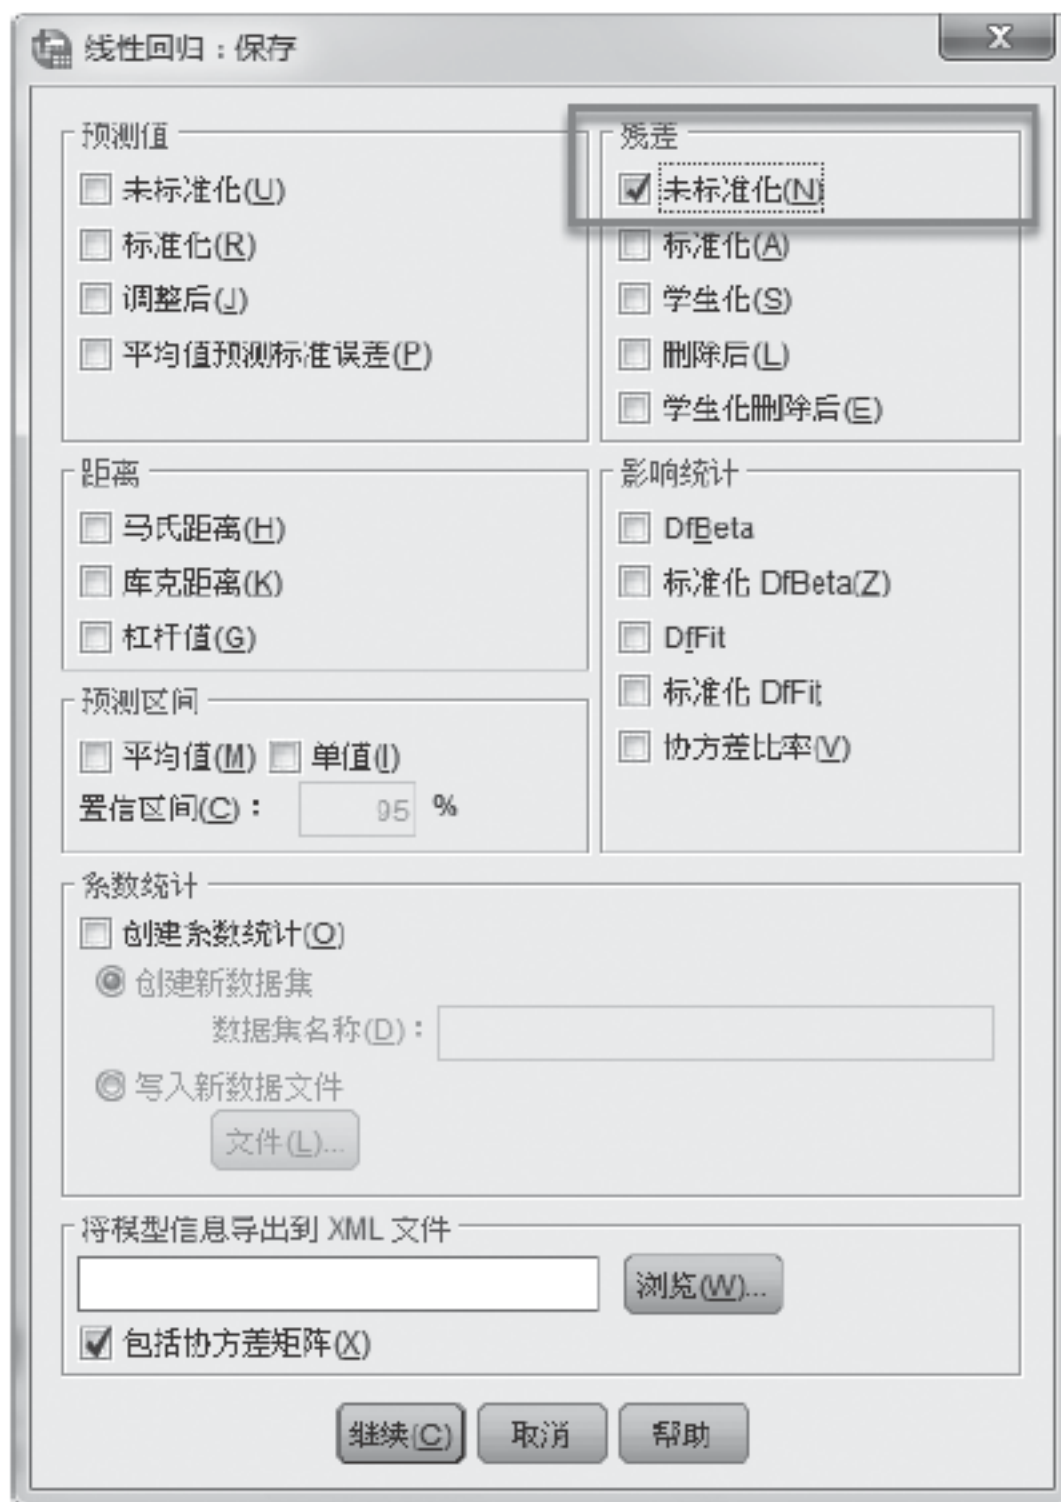 线性回归：保存
预测值
未标准化(U)
标准化(R)
调整后(J)
平均值预测标准误差(P)
残差
未标准化(N)
标准化(A)
学生化(S)
删除后(L)
学生化删除后(E)
距离
马氏距离(H)
库克距离(K)
杠杆值(G)
影响统计
DfBeta
标准化 DfBeta(Z)
DfFit
标准化 DfFit
协方差比率(V)
预测区间
平均值(M) 单值(I)
置信区间(C)： 95 %
系数统计
创建系数统计(O)
创建新数据集
数据集名称(D)：
写入新数据文件
文件(L)...
将模型信息导出到 XML 文件
浏览(W)...
包括协方差矩阵(X)
继续(C) 取消 帮助